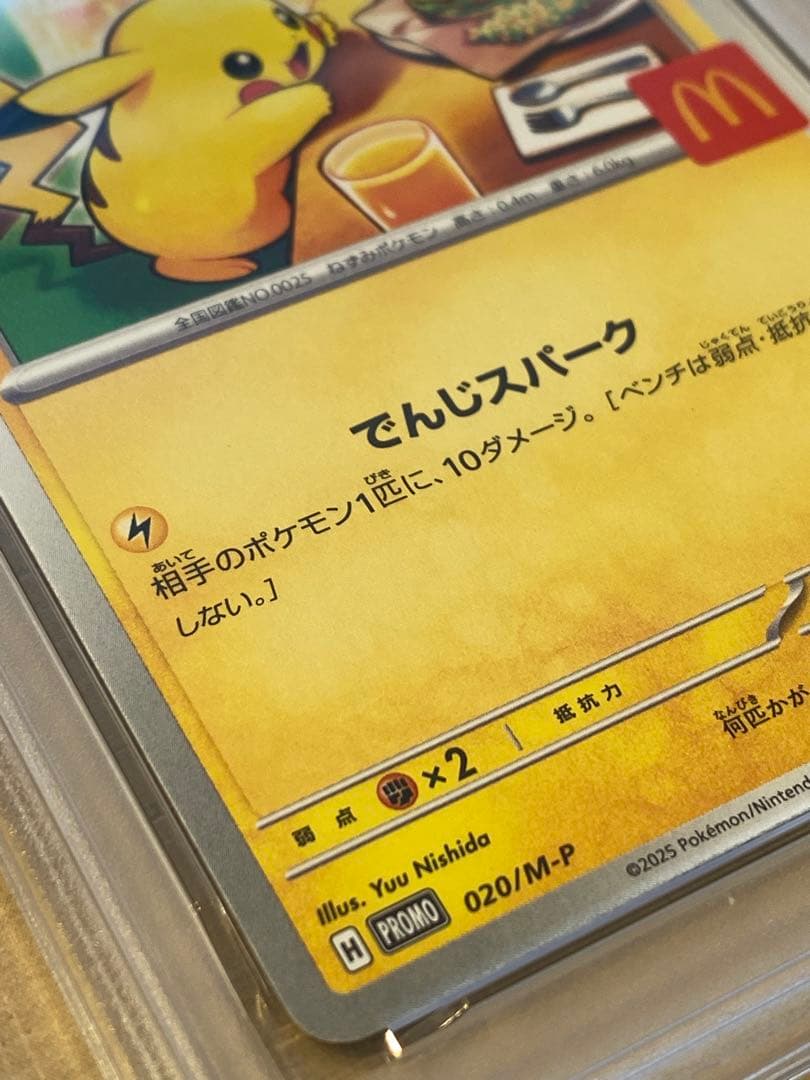 M
全国図鑑NO.0025 ねずみポケモン 高さ:0.4m 重さ:6.0kg
でんじスパーク
相手のポケモン1匹に、10ダメージ。[ベンチは弱点・抵抗
しない。]
弱点 ×2 抵抗力
何匹かが
Illus. Yuu Nishida
H PROMO 020/M-P
©2025 Pokémon/Nintend